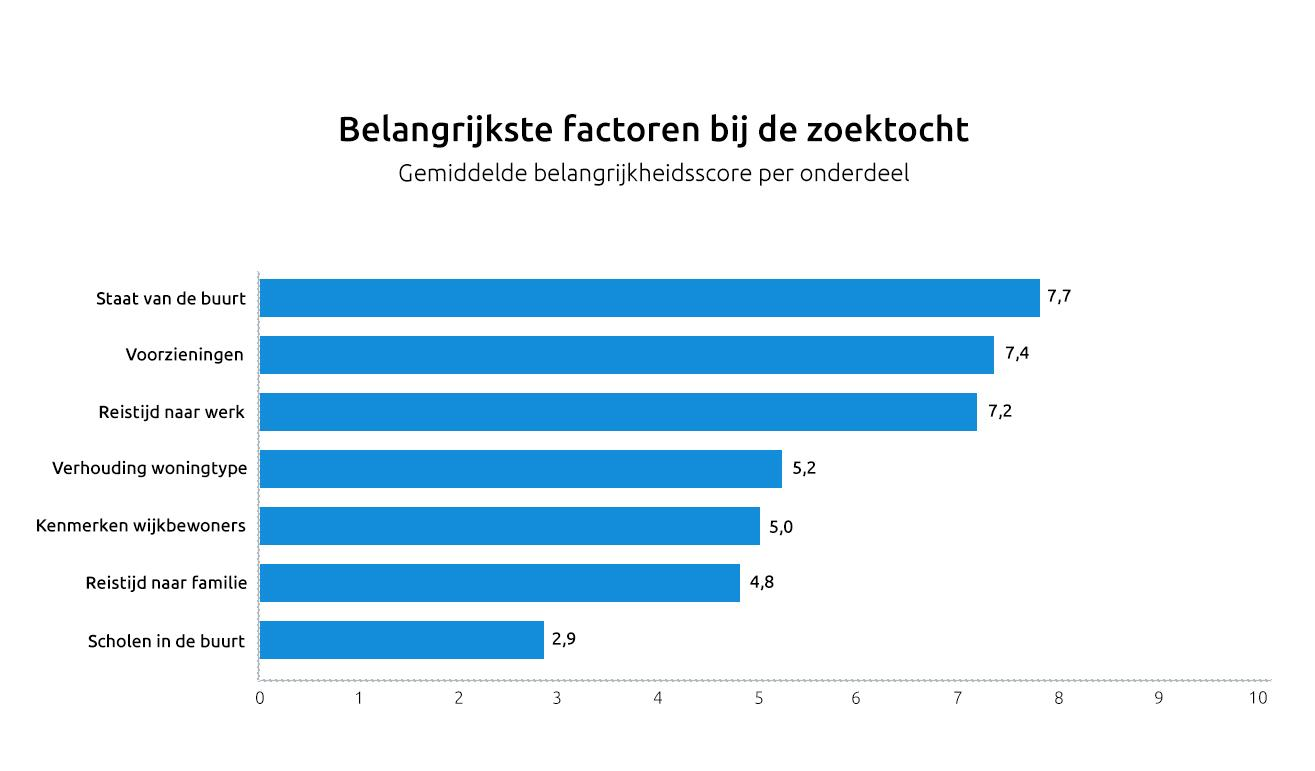 Belangrijkste factoren bij de zoektocht
Gemiddelde belangrijkheidsscore per onderdeel
Staat van de buurt 7,7
Voorzieningen 7,4
Reistijd naar werk 7,2
Verhouding woningtype 5,2
Kenmerken wijkbewoners 5,0
Reistijd naar familie 4,8
Scholen in de buurt 2,9
0 1 2 3 4 5 6 7 8 9 10